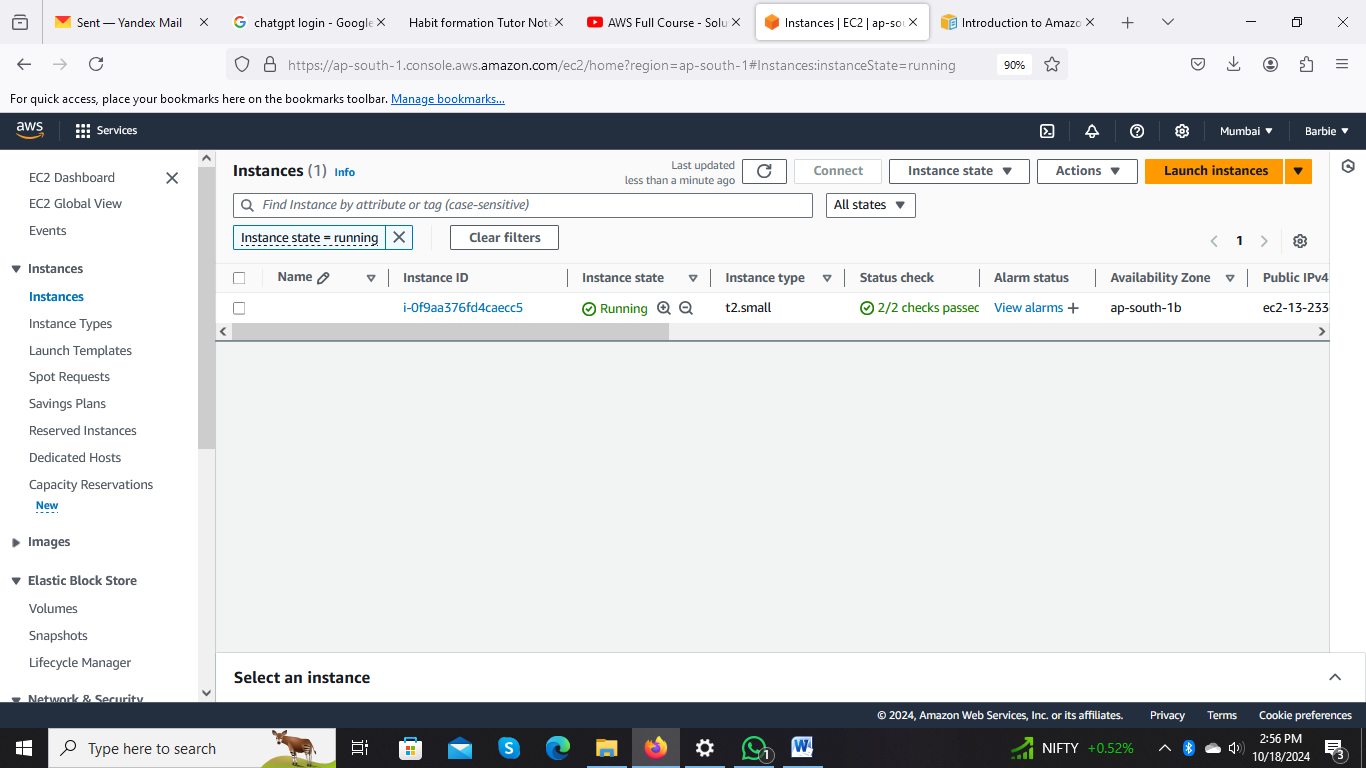 Sent — Yandex Mail
chatgpt login - Google
Habit formation Tutor Note
AWS Full Course - Solu
Instances | EC2 | ap-sou
Introduction to Amazo
https://ap-south-1.console.aws.amazon.com/ec2/home?region=ap-south-1#Instances:instanceState=running
90%
For quick access, place your bookmarks here on the bookmarks toolbar. Manage bookmarks...
aws
Services
Mumbai
Barbie
EC2 Dashboard
EC2 Global View
Events
Instances
Instances
Instance Types
Launch Templates
Spot Requests
Savings Plans
Reserved Instances
Dedicated Hosts
Capacity Reservations
New
Images
Elastic Block Store
Volumes
Snapshots
Lifecycle Manager
Network & Security
Instances (1) Info
Last updated
less than a minute ago
Connect
Instance state
Actions
Launch instances
Find Instance by attribute or tag (case-sensitive)
All states
Instance state = running
Clear filters
1
Name Instance ID Instance state Instance type Status check Alarm status Availability Zone Public IPv4
i-0f9aa376fd4caecc5 Running t2.small 2/2 checks passed View alarms ap-south-1b ec2-13-233
Select an instance
© 2024, Amazon Web Services, Inc. or its affiliates. Privacy Terms Cookie preferences
Type here to search
1
NIFTY +0.52%
2:56 PM
10/18/2024
3